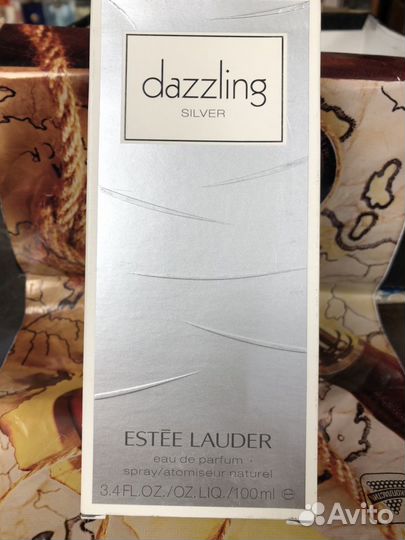 dazzling
SILVER
ESTĒE LAUDER
eau de parfum
spray/atomiseur naturel
3.4 FL.OZ./OZ.LIQ./100 ml ℮
Avito